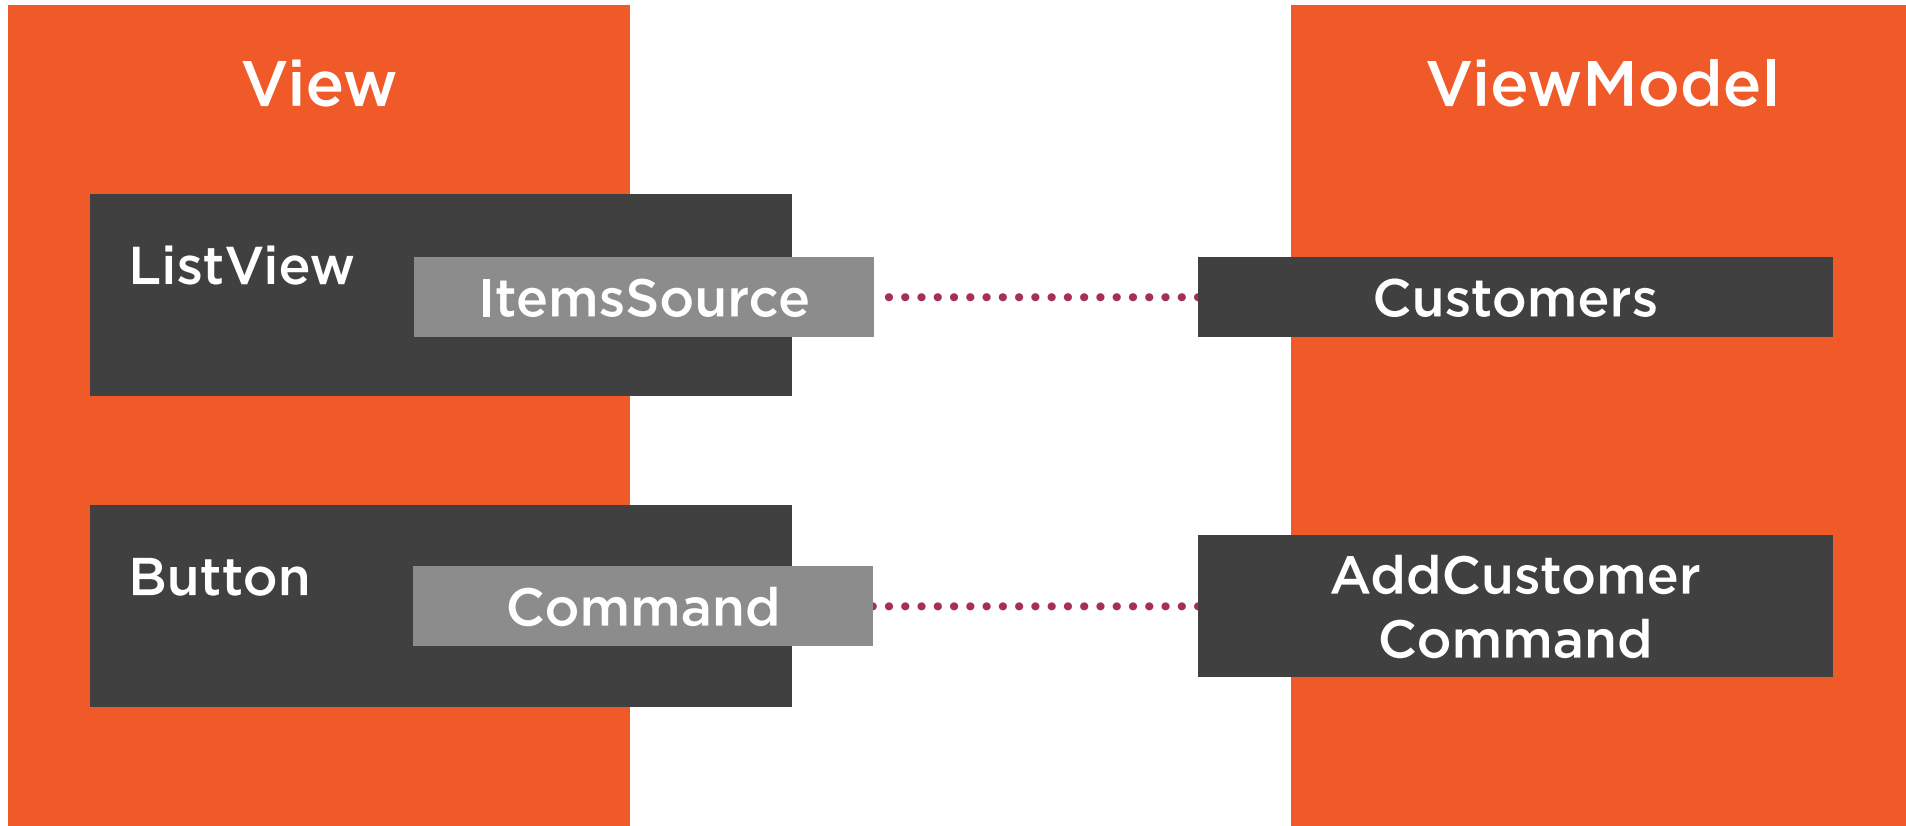 View
ViewModel
ListView
ItemsSource
Customers
Button
Command
AddCustomer
Command